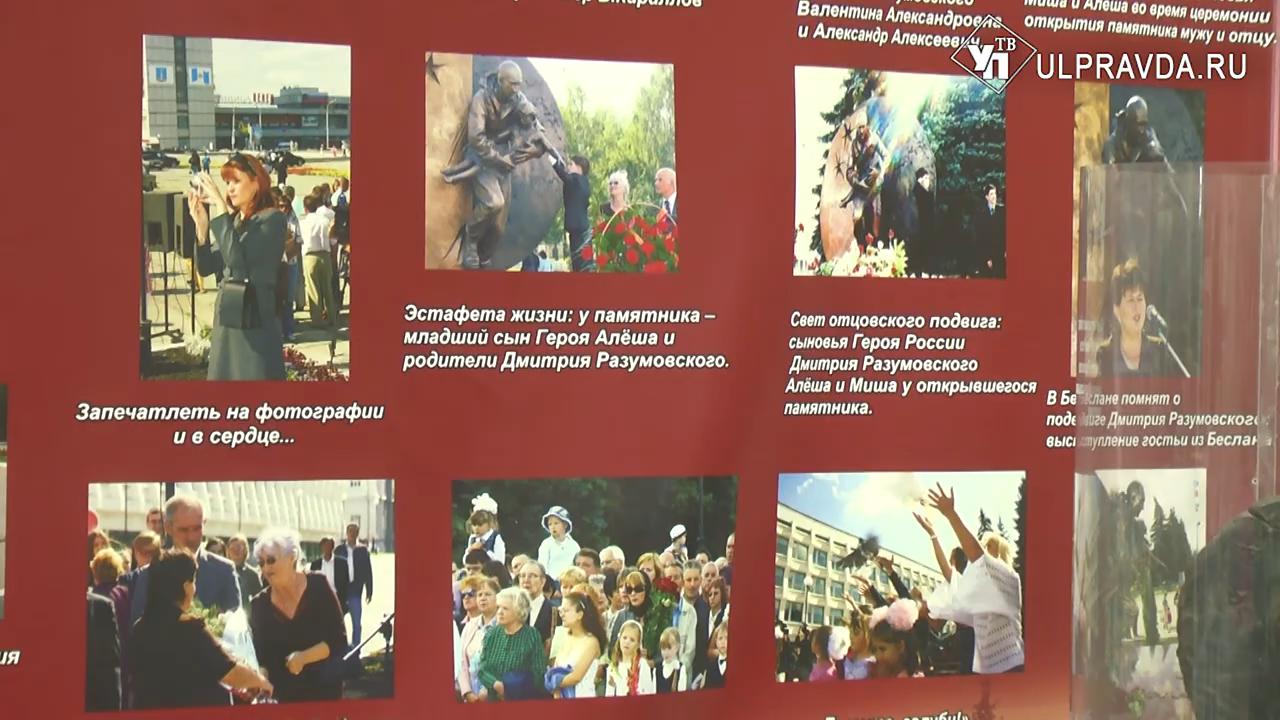 Валентина Александровна
и Александр Алексеевич
Миша и Алёша во время церемонии
открытия памятника мужу и отцу.
УП ТВ
ULPRAVDA.RU
Запечатлеть на фотографии
и в сердце...
Эстафета жизни: у памятника –
младший сын Героя Алёша и
родители Дмитрия Разумовского.
Свет отцовского подвига:
сыновья Героя России
Дмитрия Разумовского
Алёша и Миша у открывшегося
памятника.
В Беслане помнят о
подвиге Дмитрия Разумовского:
выступление гостьи из Беслана